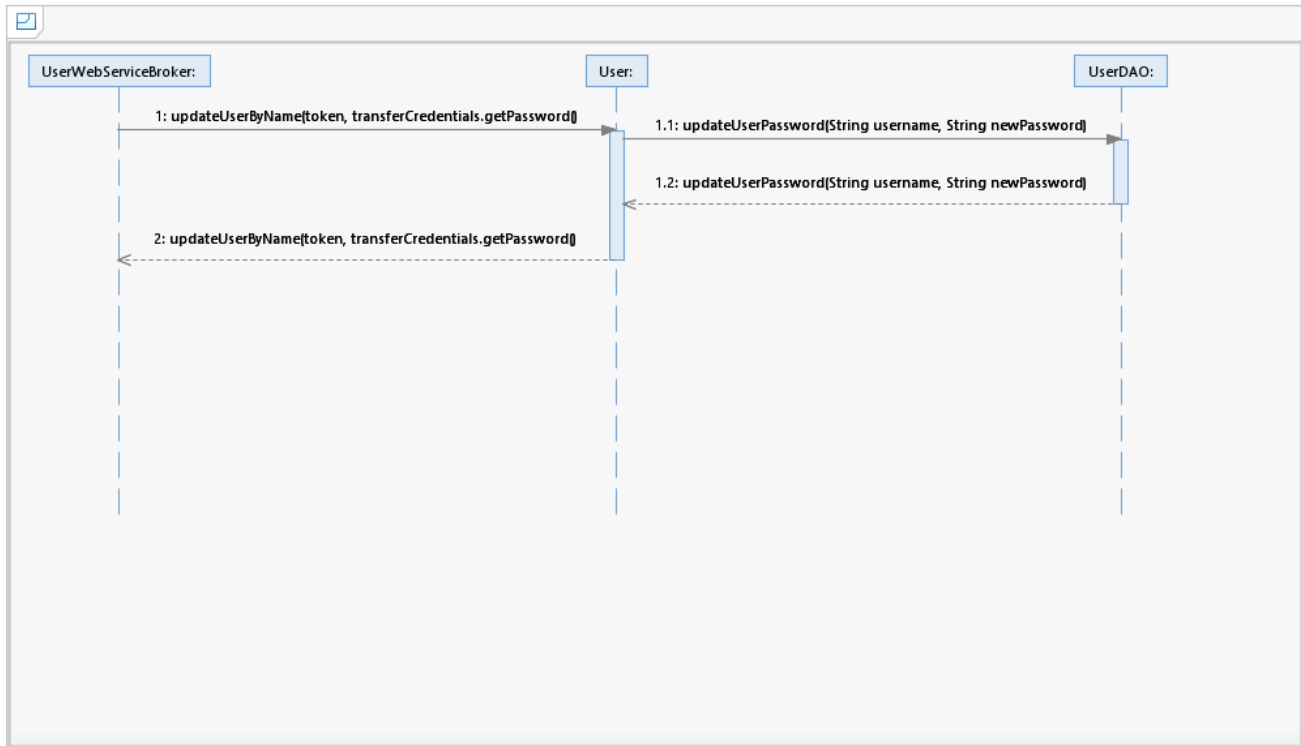 UserWebServiceBroker:
User:
UserDAO:
1: updateUserByName(token, transferCredentials.getPassword()
1.1: updateUserPassword(String username, String newPassword)
1.2: updateUserPassword(String username, String newPassword)
2: updateUserByName(token, transferCredentials.getPassword()